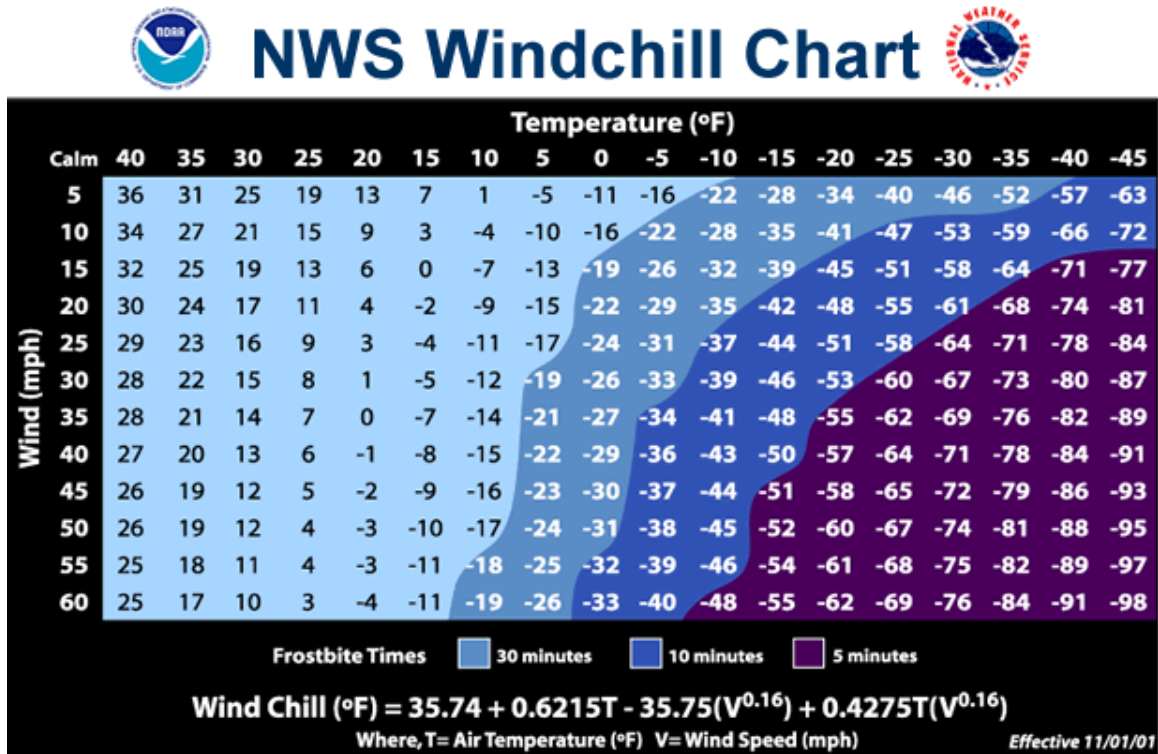 NOAA
NWS Windchill Chart
NATIONAL WEATHER SERVICE
Temperature (ºF)
Calm 40 35 30 25 20 15 10 5 0 -5 -10 -15 -20 -25 -30 -35 -40 -45
5 36 31 25 19 13 7 1 -5 -11 -16 -22 -28 -34 -40 -46 -52 -57 -63
10 34 27 21 15 9 3 -4 -10 -16 -22 -28 -35 -41 -47 -53 -59 -66 -72
15 32 25 19 13 6 0 -7 -13 -19 -26 -32 -39 -45 -51 -58 -64 -71 -77
20 30 24 17 11 4 -2 -9 -15 -22 -29 -35 -42 -48 -55 -61 -68 -74 -81
25 29 23 16 9 3 -4 -11 -17 -24 -31 -37 -44 -51 -58 -64 -71 -78 -84
30 28 22 15 8 1 -5 -12 -19 -26 -33 -39 -46 -53 -60 -67 -73 -80 -87
35 28 21 14 7 0 -7 -14 -21 -27 -34 -41 -48 -55 -62 -69 -76 -82 -89
40 27 20 13 6 -1 -8 -15 -22 -29 -36 -43 -50 -57 -64 -71 -78 -84 -91
45 26 19 12 5 -2 -9 -16 -23 -30 -37 -44 -51 -58 -65 -72 -79 -86 -93
50 26 19 12 4 -3 -10 -17 -24 -31 -38 -45 -52 -60 -67 -74 -81 -88 -95
55 25 18 11 4 -3 -11 -18 -25 -32 -39 -46 -54 -61 -68 -75 -82 -89 -97
60 25 17 10 3 -4 -11 -19 -26 -33 -40 -48 -55 -62 -69 -76 -84 -91 -98
Wind (mph)
Frostbite Times 30 minutes 10 minutes 5 minutes
Wind Chill (ºF) = 35.74 + 0.6215T - 35.75(V^0.16) + 0.4275T(V^0.16)
Where, T= Air Temperature (ºF) V= Wind Speed (mph)
Effective 11/01/01